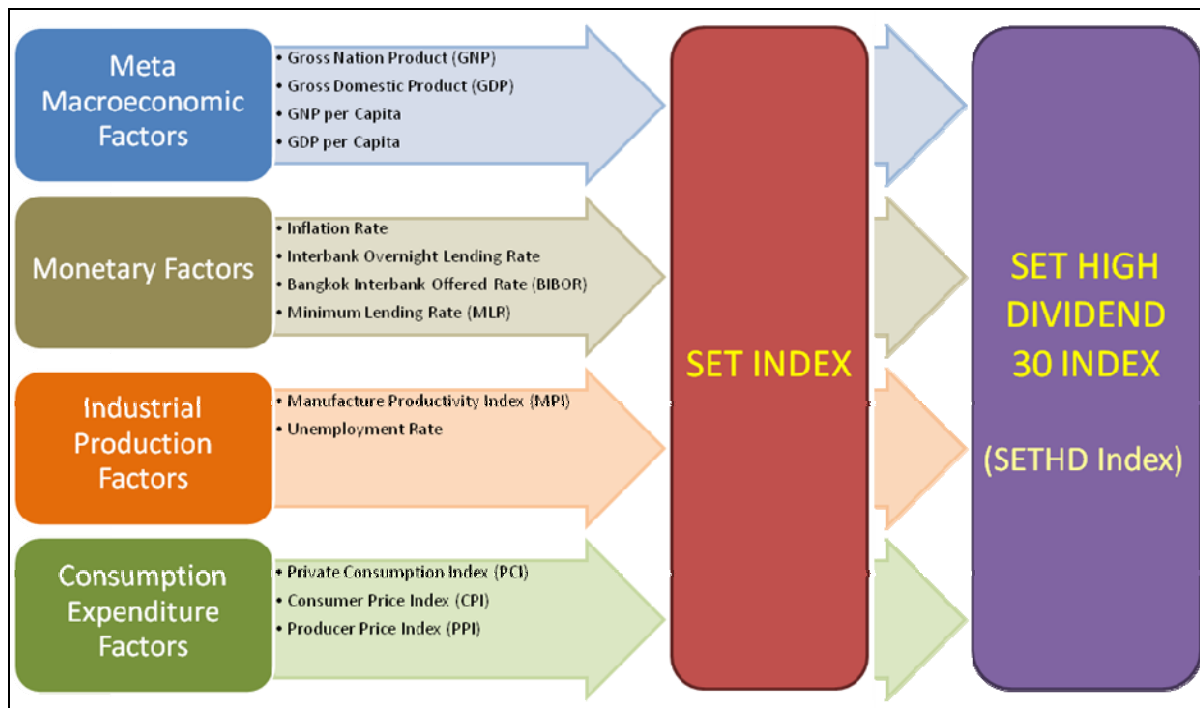 Meta
Macroeconomic
Factors
• Gross Nation Product (GNP)
• Gross Domestic Product (GDP)
• GNP per Capita
• GDP per Capita
Monetary Factors
• Inflation Rate
• Interbank Overnight Lending Rate
• Bangkok Interbank Offered Rate (BIBOR)
• Minimum Lending Rate (MLR)
Industrial
Production
Factors
• Manufacture Productivity Index (MPI)
• Unemployment Rate
Consumption
Expenditure
Factors
• Private Consumption Index (PCI)
• Consumer Price Index (CPI)
• Producer Price Index (PPI)
SET INDEX
SET HIGH
DIVIDEND
30 INDEX
(SETHD Index)